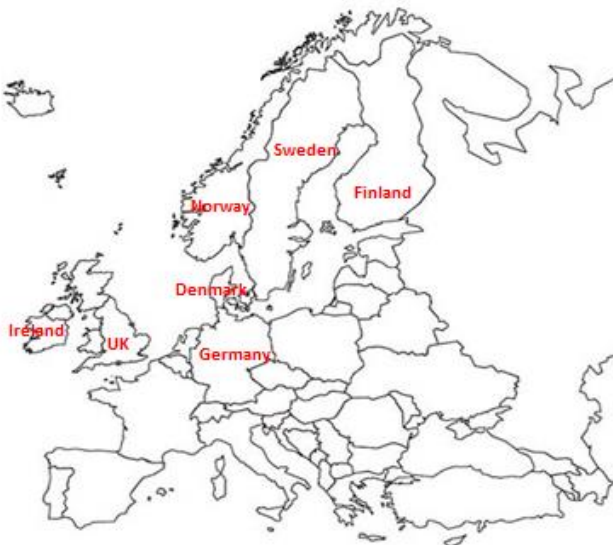 Sweden
Finland
Norway
Denmark
Ireland
UK
Germany